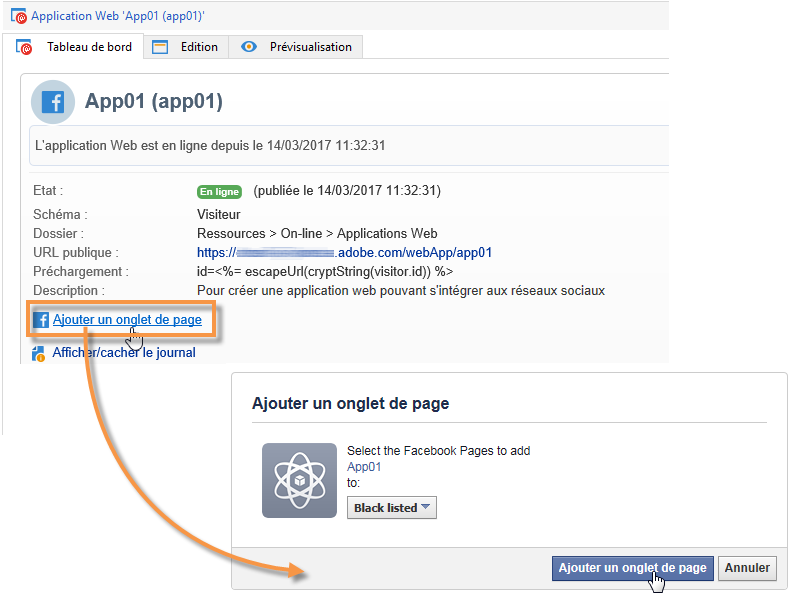 Application Web 'App01 (app01)'
Tableau de bord Edition Prévisualisation
App01 (app01)
L'application Web est en ligne depuis le 14/03/2017 11:32:31
Etat : En ligne (publiée le 14/03/2017 11:32:31)
Schéma : Visiteur
Dossier : Ressources > On-line > Applications Web
URL publique : https:// .adobe.com/webApp/app01
Préchargement : id=<%= escapeUrl(cryptString(visitor.id)) %>
Description : Pour créer une application web pouvant s'intégrer aux réseaux sociaux
Ajouter un onglet de page
Afficher/cacher le journal
Ajouter un onglet de page
Select the Facebook Pages to add
App01
to:
Black listed
Ajouter un onglet de page Annuler